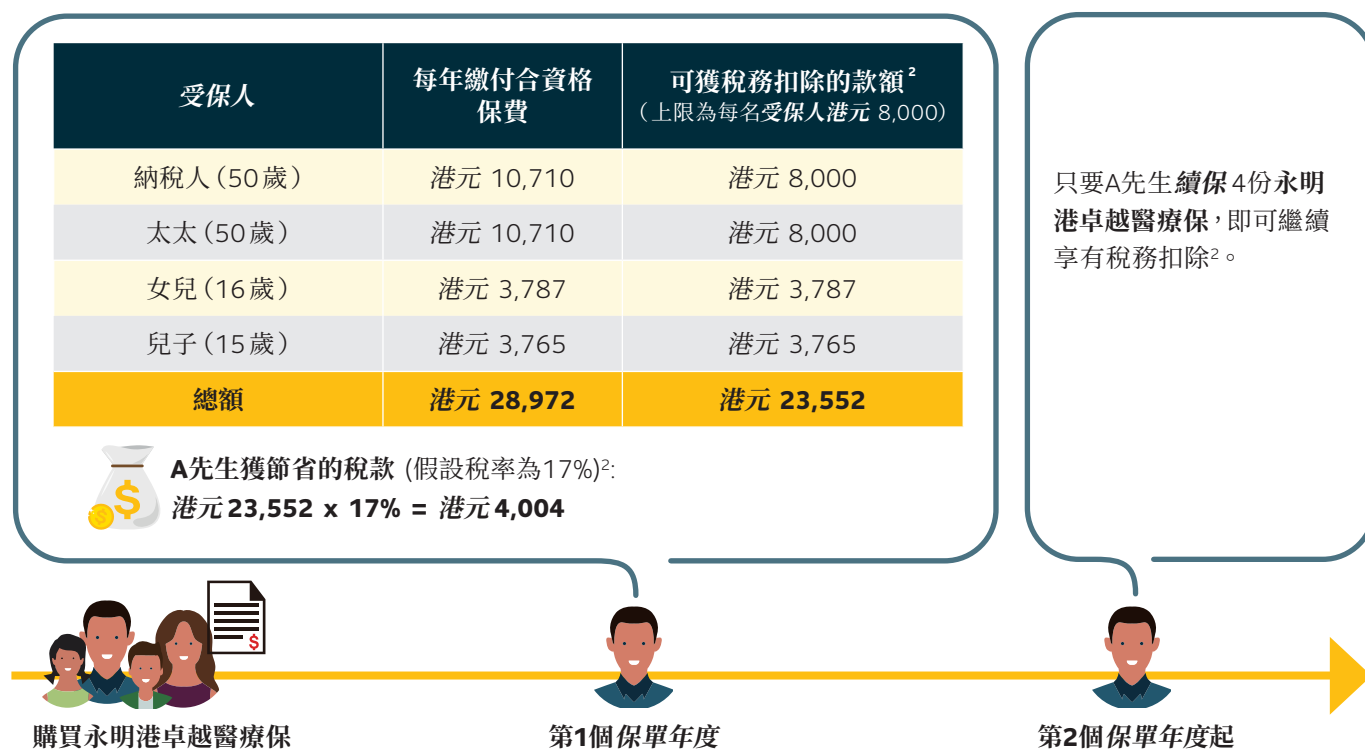 受保人 每年繳付合資格 可獲稅務扣除的款額²
保費 （上限為每名受保人港元 8,000）
納稅人（50歲） 港元 10,710 港元 8,000
太太（50歲） 港元 10,710 港元 8,000
女兒（16歲） 港元 3,787 港元 3,787
兒子（15歲） 港元 3,765 港元 3,765
總額 港元 28,972 港元 23,552
A先生獲節省的稅款 (假設稅率為17%)²:
港元 23,552 x 17% = 港元 4,004
只要A先生續保4份永明
港卓越醫療保，即可繼續
享有稅務扣除²。
$
$
$
購買永明港卓越醫療保
第1個保單年度
第2個保單年度起